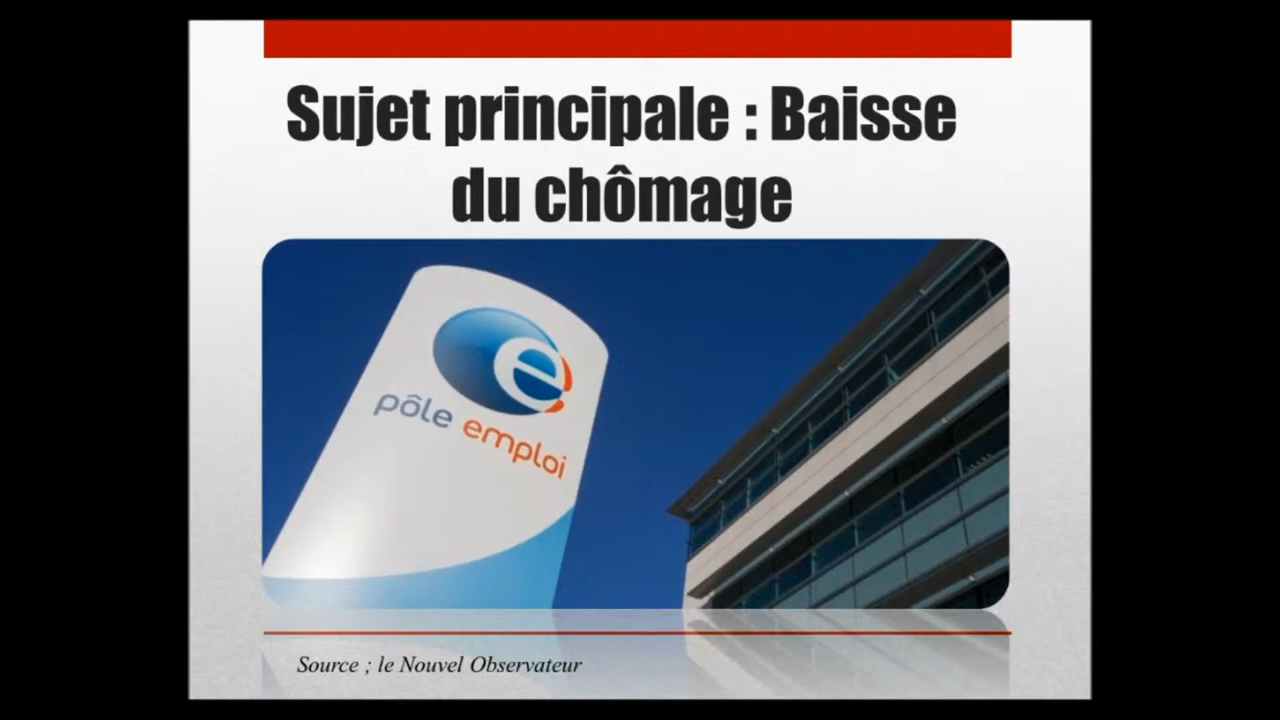 Sujet principale : Baisse
du chômage
e
pôle emploi
Source ; le Nouvel Observateur